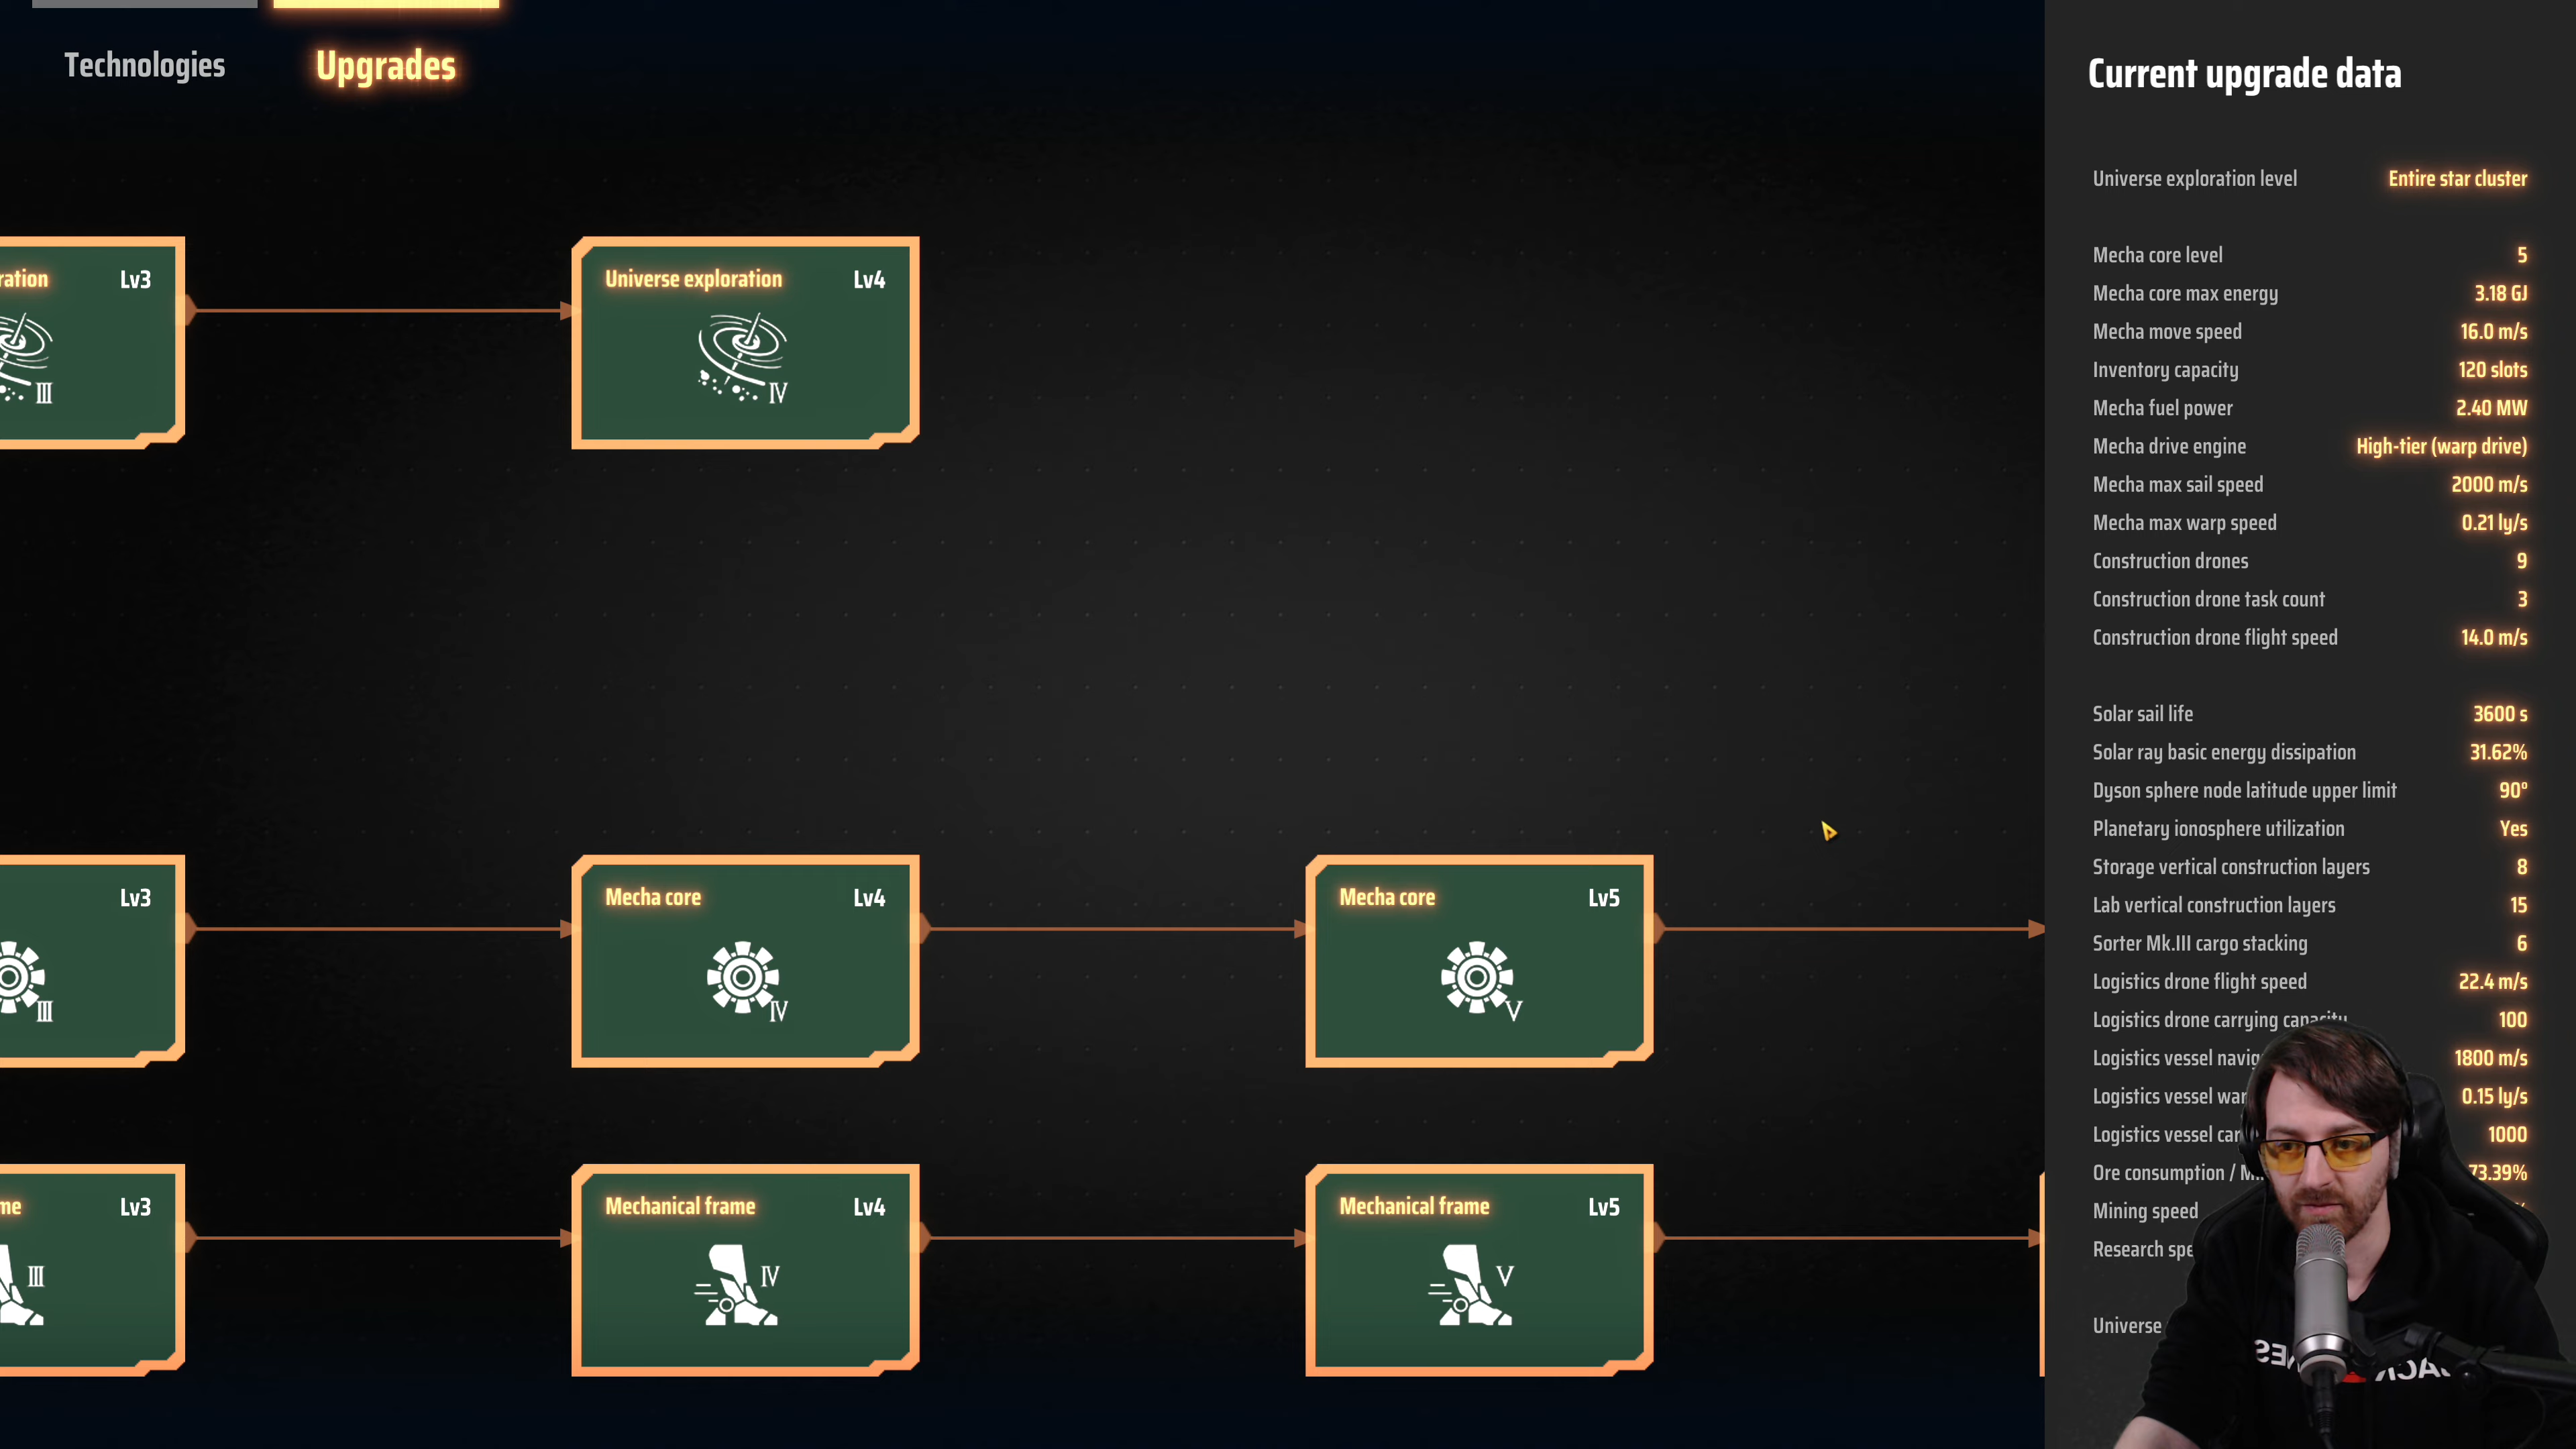 Technologies
Upgrades
ration
Lv3
III
Universe exploration
Lv4
IV
Lv3
III
Mecha core
Lv4
IV
Mecha core
Lv5
V
me
Lv3
III
Mechanical frame
Lv4
IV
Mechanical frame
Lv5
V
Current upgrade data
Universe exploration level Entire star cluster
Mecha core level 5
Mecha core max energy 3.18 GJ
Mecha move speed 16.0 m/s
Inventory capacity 120 slots
Mecha fuel power 2.40 MW
Mecha drive engine High-tier (warp drive)
Mecha max sail speed 2000 m/s
Mecha max warp speed 0.21 ly/s
Construction drones 9
Construction drone task count 3
Construction drone flight speed 14.0 m/s
Solar sail life 3600 s
Solar ray basic energy dissipation 31.62%
Dyson sphere node latitude upper limit 90°
Planetary ionosphere utilization Yes
Storage vertical construction layers 8
Lab vertical construction layers 15
Sorter Mk.III cargo stacking 6
Logistics drone flight speed 22.4 m/s
Logistics drone carrying capacity 100
Logistics vessel navig 1800 m/s
Logistics vessel war 0.15 ly/s
Logistics vessel car 1000
Ore consumption / 73.39%
Mining speed
Research spe
Universe